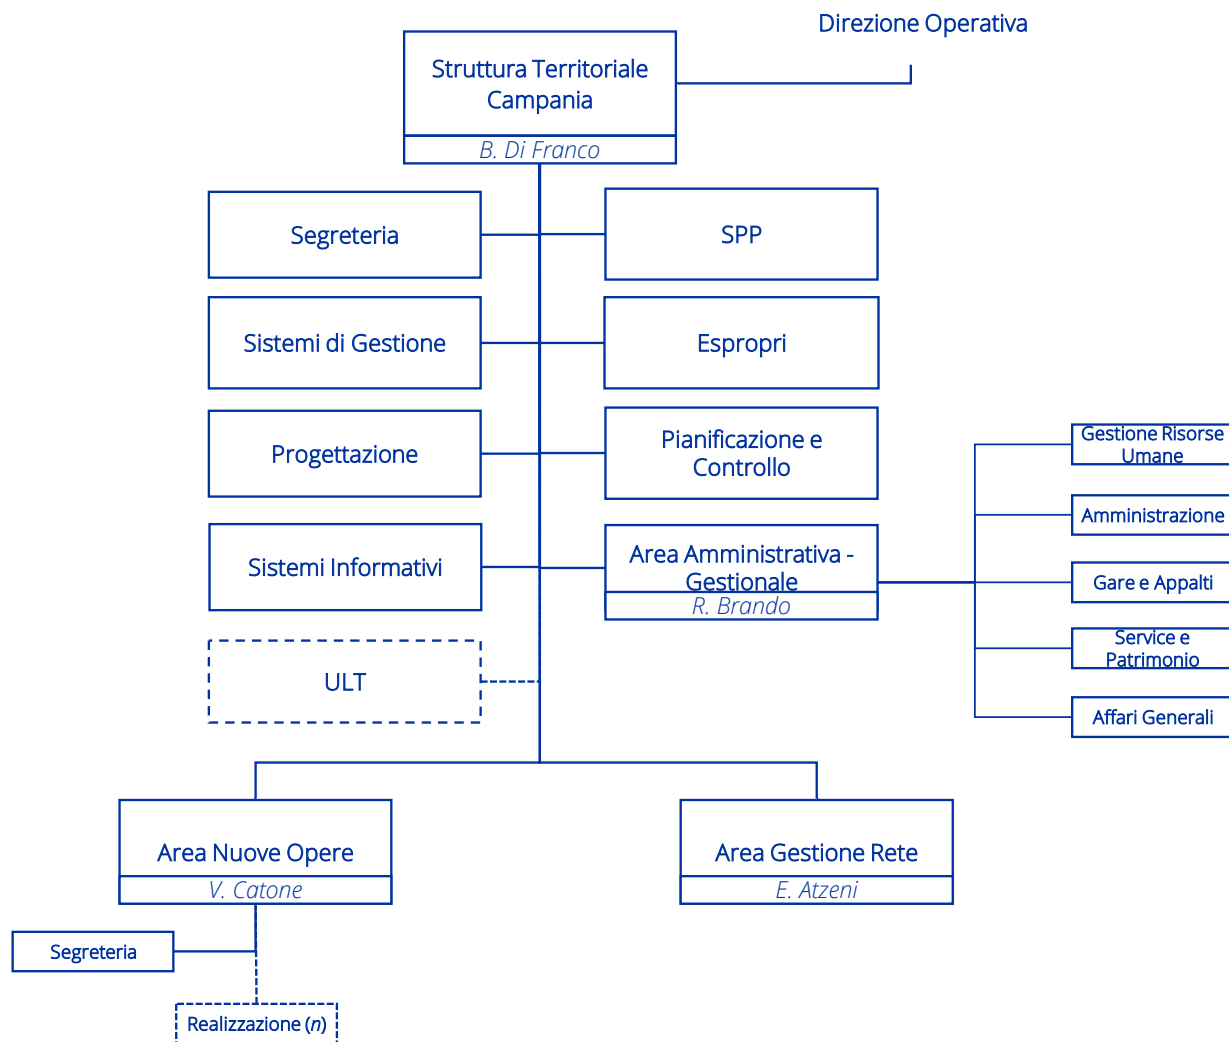 Direzione Operativa
Struttura Territoriale
Campania
B. Di Franco
Segreteria
SPP
Sistemi di Gestione
Espropri
Progettazione
Pianificazione e
Controllo
Gestione Risorse
Umane
Amministrazione
Sistemi Informativi
Area Amministrativa -
Gestionale
R. Brando
Gare e Appalti
Service e
Patrimonio
ULT
Affari Generali
Area Nuove Opere
V. Catone
Area Gestione Rete
E. Atzeni
Segreteria
Realizzazione (n)